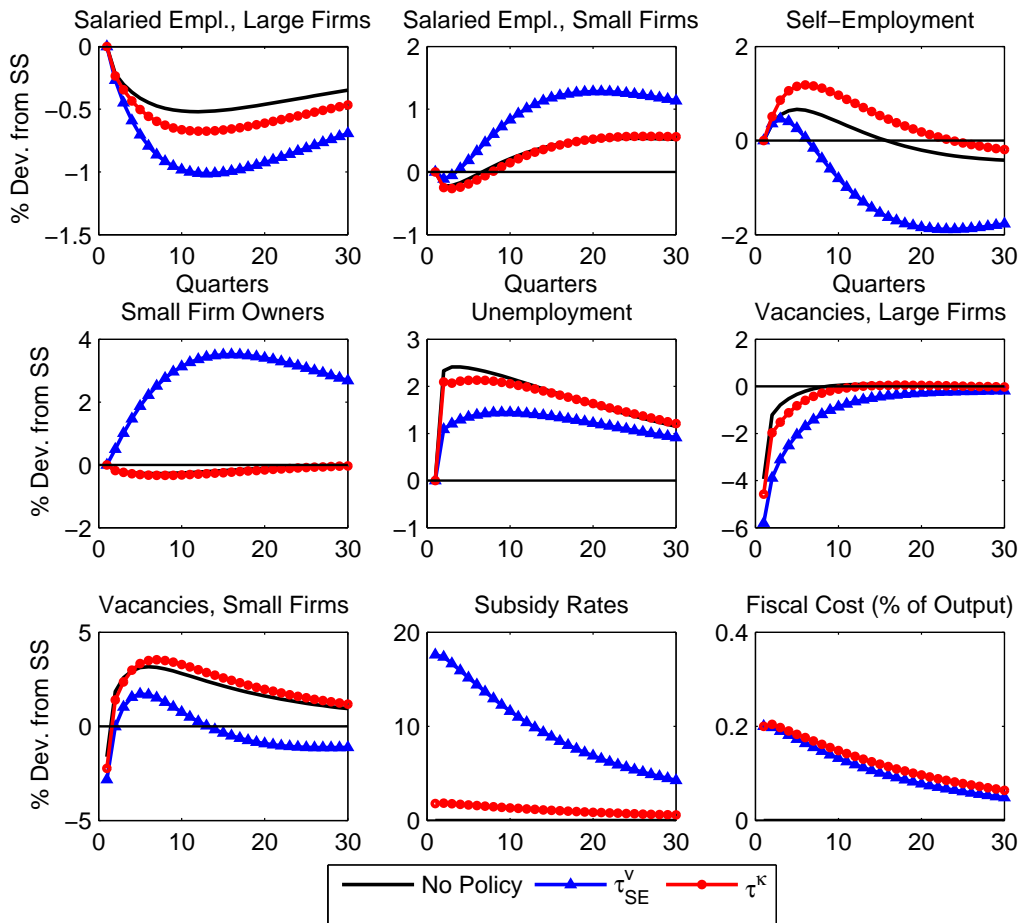 Salaried Empl., Large Firms
Salaried Empl., Small Firms
Self−Employment
% Dev. from SS
0
−0.5
−1
−1.5
0 10 20 30
Quarters
2
1
0
−1
0 10 20 30
Quarters
2
0
−2
0 10 20 30
Small Firm Owners
Unemployment
Vacancies, Large Firms
% Dev. from SS
4
2
0
−2
0 10 20 30
3
2
1
0
−1
0 10 20 30
2
0
−2
−4
−6
0 10 20 30
Vacancies, Small Firms
Subsidy Rates
Fiscal Cost (% of Output)
% Dev. from SS
5
0
−5
0 10 20 30
20
10
0
0 10 20 30
0.4
0.2
0
0 10 20 30
No Policy τ^v_SE τ^κ